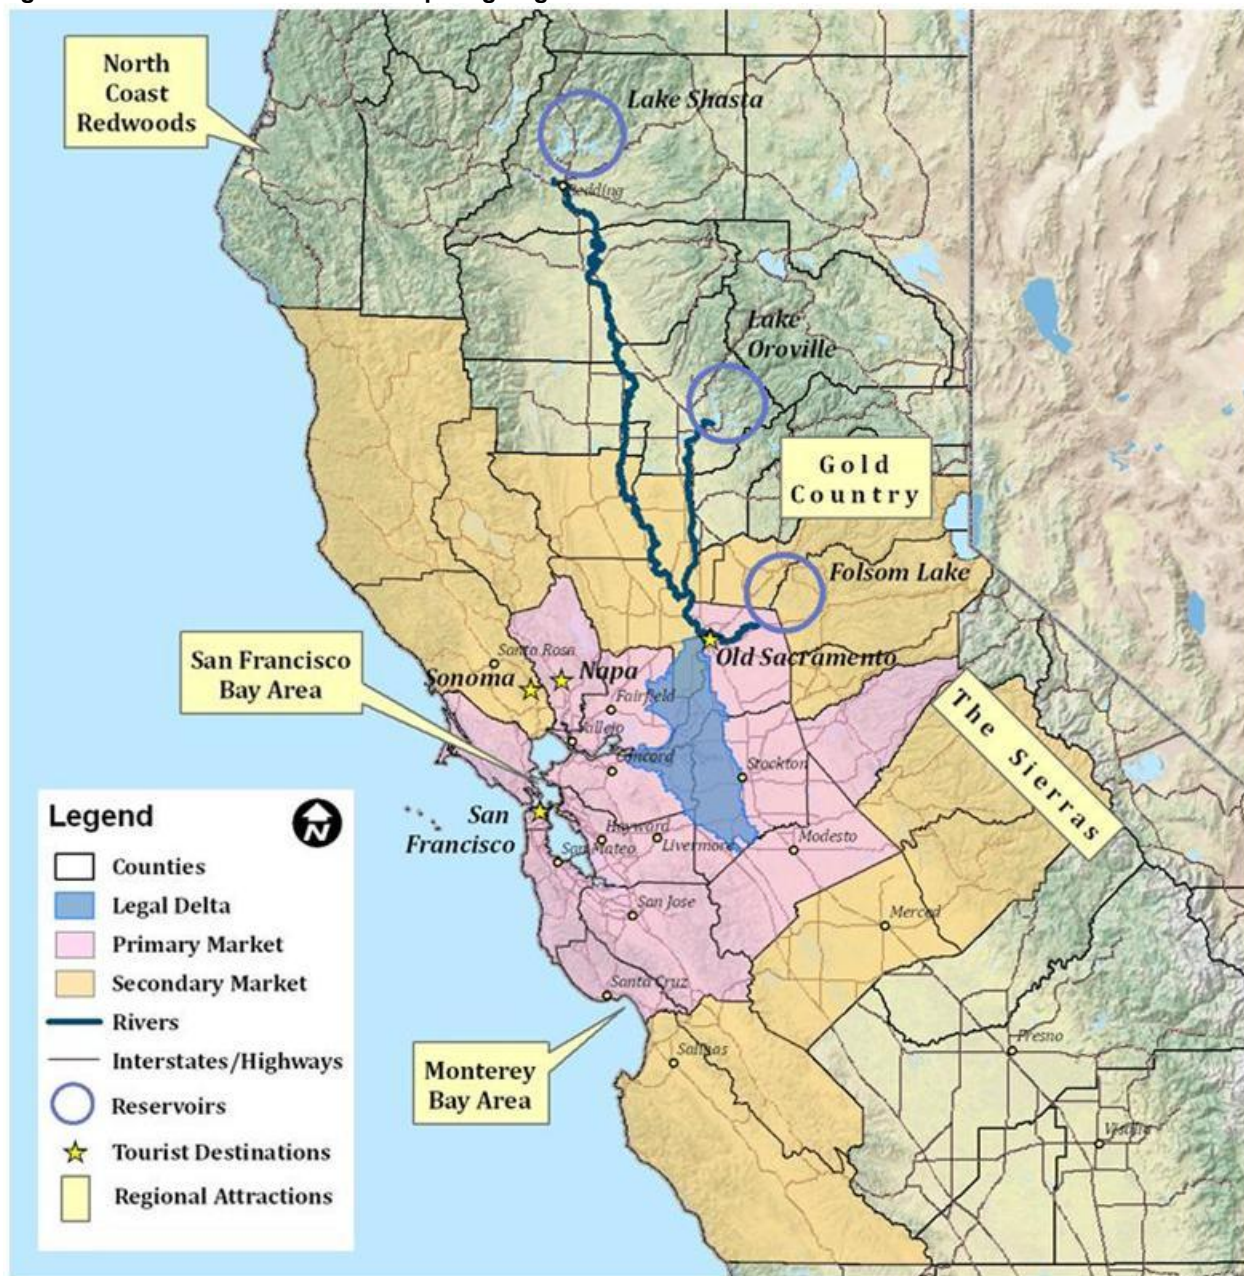 North
Coast
Redwoods
Lake Shasta
Redding
Lake
Oroville
Gold
Country
Folsom Lake
San Francisco
Bay Area
Santa Rosa
Sonoma
Napa
Old Sacramento
Fairfield
Vallejo
Concord
Stockton
The Sierras
San
Francisco
Hayward
San Mateo
Livermore
Modesto
San Jose
Merced
Santa Cruz
Monterey
Bay Area
Salinas
Fresno
Visalia
Legend
N
Counties
Legal Delta
Primary Market
Secondary Market
Rivers
Interstates/Highways
Reservoirs
Tourist Destinations
Regional Attractions